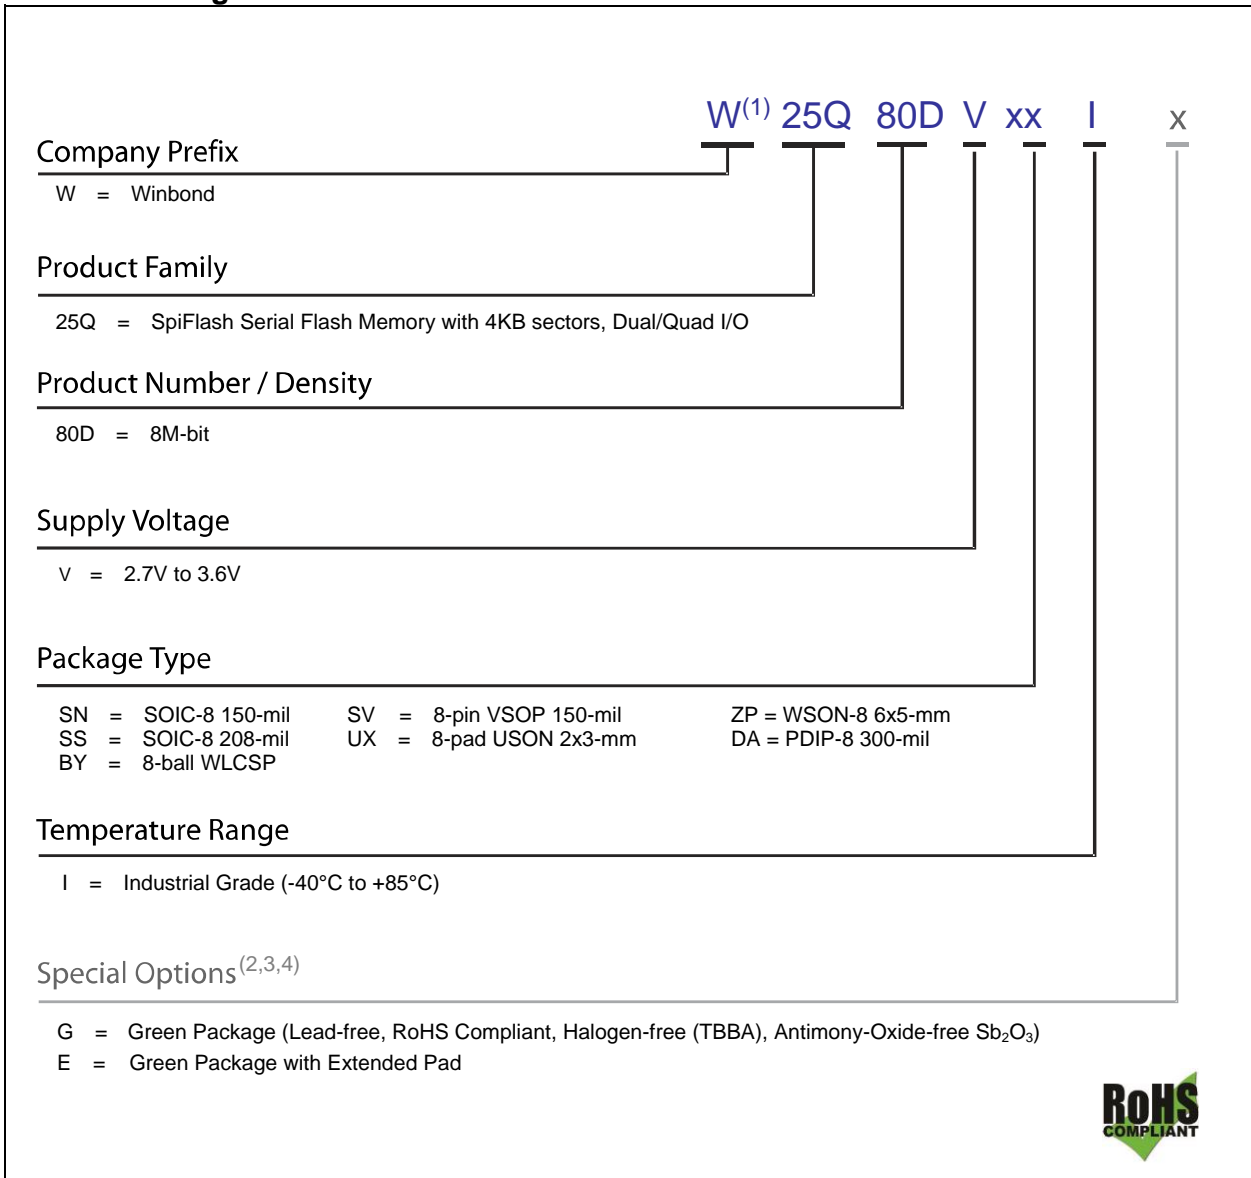 W(1) 25Q 80D V xx I x
Company Prefix
W = Winbond
Product Family
25Q = SpiFlash Serial Flash Memory with 4KB sectors, Dual/Quad I/O
Product Number / Density
80D = 8M-bit
Supply Voltage
V = 2.7V to 3.6V
Package Type
SN = SOIC-8 150-mil SV = 8-pin VSOP 150-mil ZP = WSON-8 6x5-mm
SS = SOIC-8 208-mil UX = 8-pad USON 2x3-mm DA = PDIP-8 300-mil
BY = 8-ball WLCSP
Temperature Range
I = Industrial Grade (-40°C to +85°C)
Special Options(2,3,4)
G = Green Package (Lead-free, RoHS Compliant, Halogen-free (TBBA), Antimony-Oxide-free Sb₂O₃)
E = Green Package with Extended Pad
RoHS
COMPLIANT